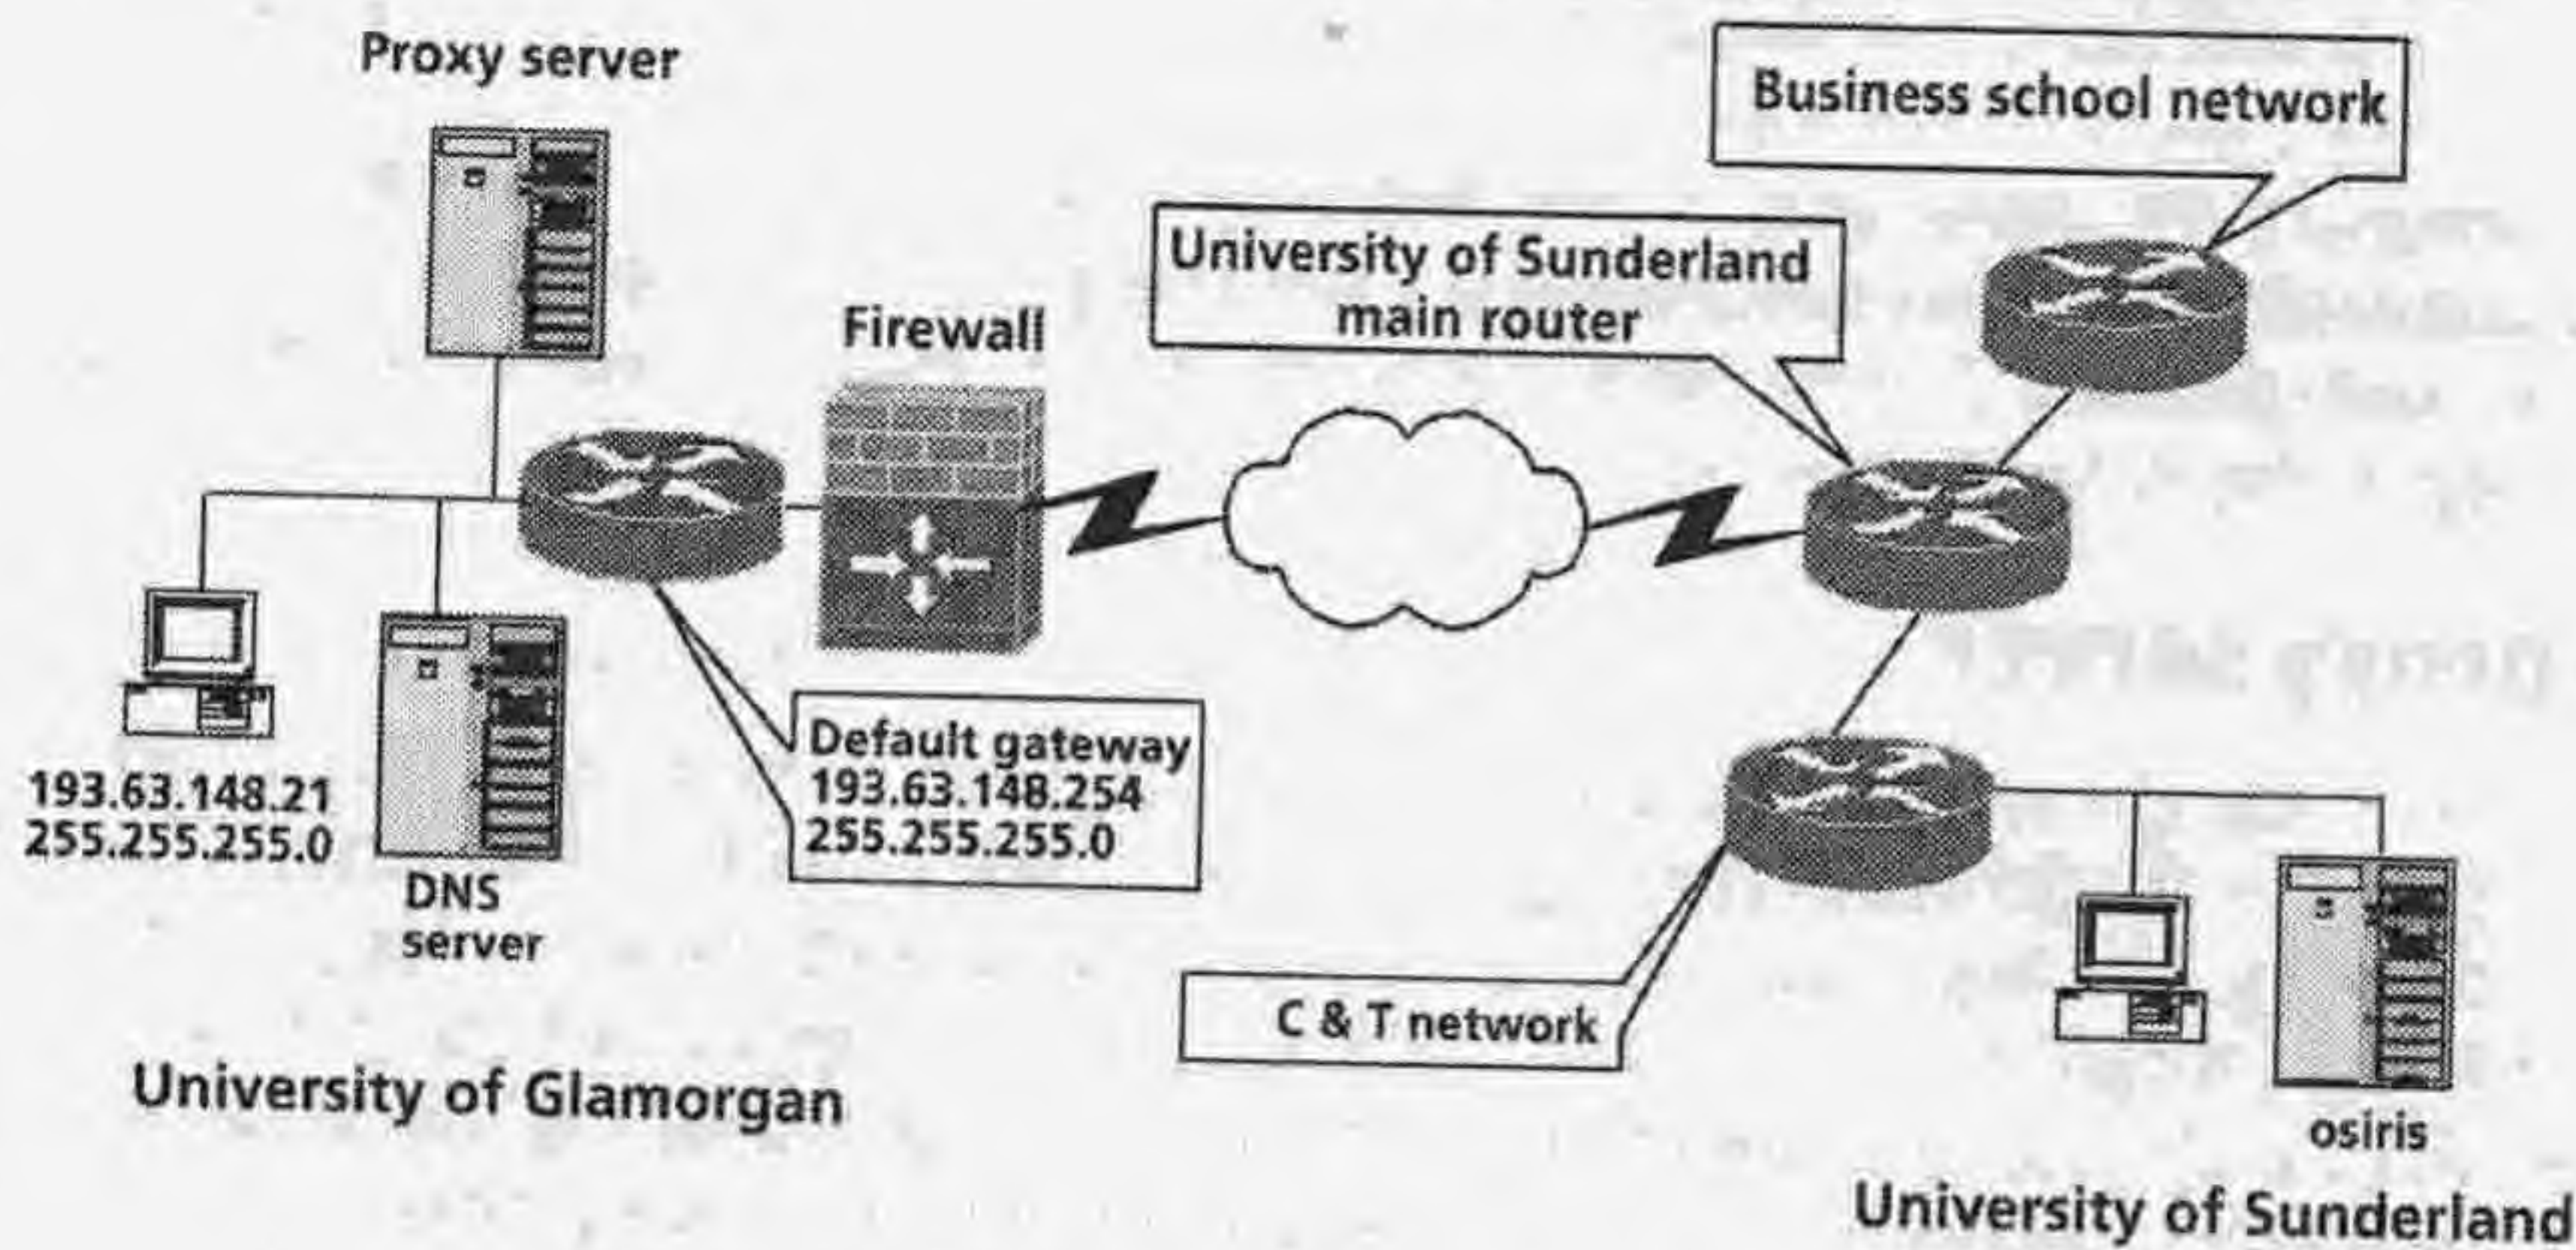 Proxy server
Business school network
University of Sunderland
main router
Firewall
Default gateway
193.63.148.254
255.255.255.0
193.63.148.21
255.255.255.0
DNS
server
C & T network
University of Glamorgan
osiris
University of Sunderland